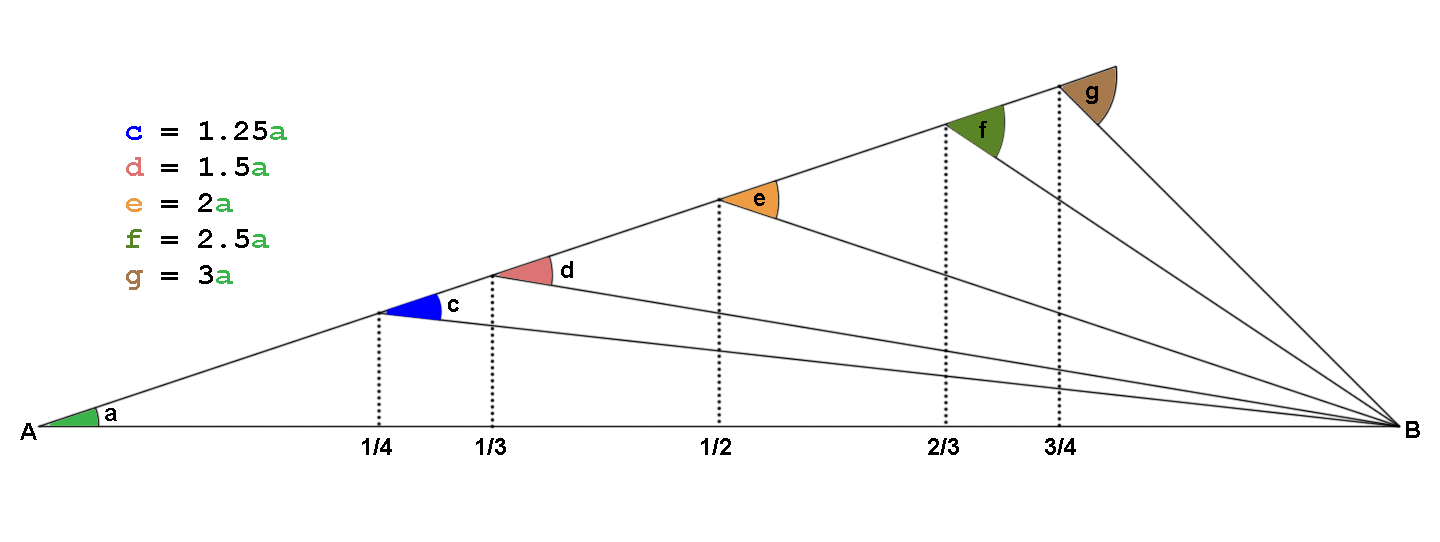 g
f
c = 1.25a
d = 1.5a
e = 2a
e
f = 2.5a
g = 3a
d
c
a
A
B
1/4 1/3 1/2 2/3 3/4